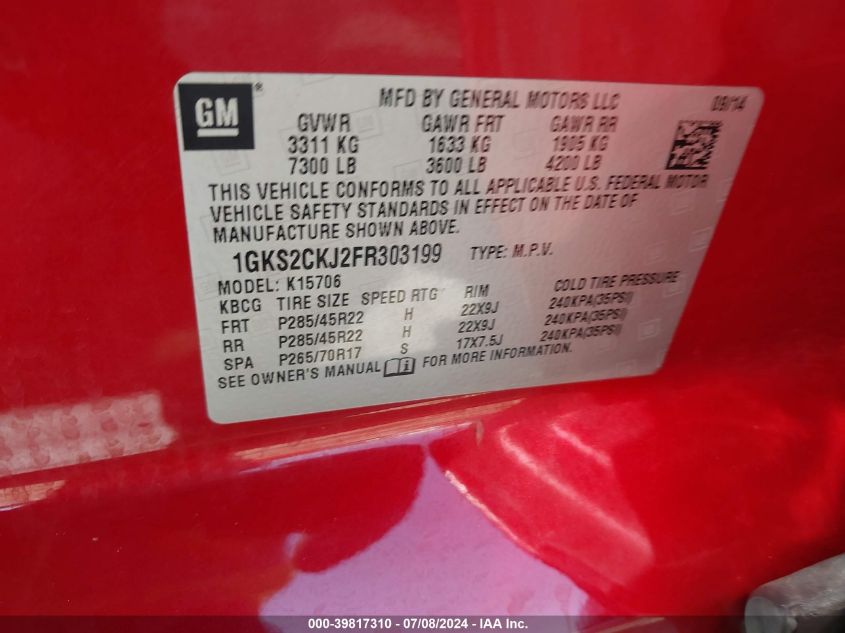 GM ®
MFD BY GENERAL MOTORS LLC 09/14
GVWR GAWR FRT GAWR RR
3311 KG 1633 KG 1905 KG
7300 LB 3600 LB 4200 LB
THIS VEHICLE CONFORMS TO ALL APPLICABLE U.S. FEDERAL MOTOR
VEHICLE SAFETY STANDARDS IN EFFECT ON THE DATE OF
MANUFACTURE SHOWN ABOVE.
1GKS2CKJ2FR303199 TYPE: M.P.V.
MODEL: K15706
KBCG TIRE SIZE SPEED RTG RIM COLD TIRE PRESSURE
FRT P285/45R22 H 22X9J 240KPA(35PSI)
RR P285/45R22 H 22X9J 240KPA(35PSI)
SPA P265/70R17 S 17X7.5J 240KPA(35PSI)
SEE OWNER'S MANUAL FOR MORE INFORMATION.
000-39817310 - 07/08/2024 - IAA Inc.